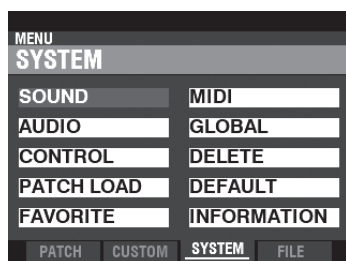 MENU
SYSTEM
SOUND
MIDI
AUDIO
GLOBAL
CONTROL
DELETE
PATCH LOAD
DEFAULT
FAVORITE
INFORMATION
PATCH CUSTOM SYSTEM FILE